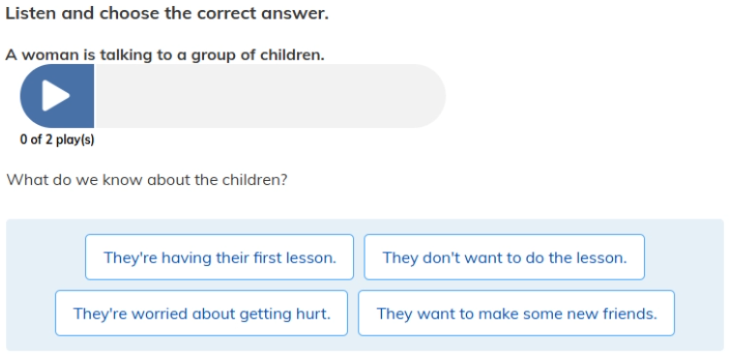 Listen and choose the correct answer.
A woman is talking to a group of children.
0 of 2 play(s)
What do we know about the children?
They're having their first lesson.
They don't want to do the lesson.
They're worried about getting hurt.
They want to make some new friends.